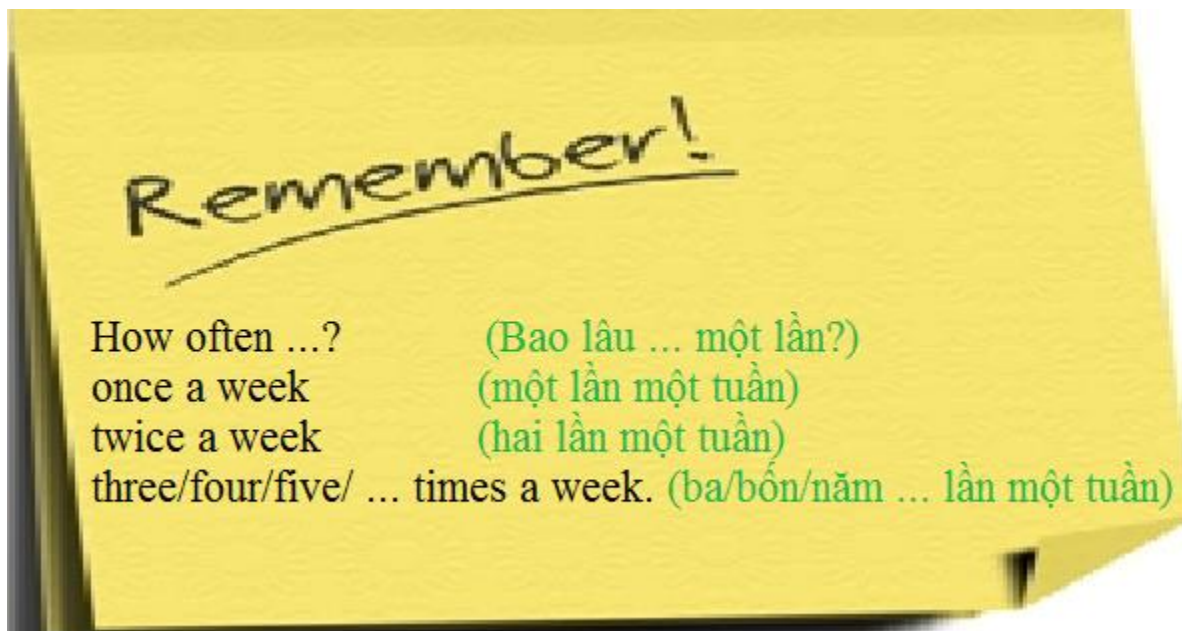 Remember!
How often ...? (Bao lâu ... một lần?)
once a week (một lần một tuần)
twice a week (hai lần một tuần)
three/four/five/ ... times a week. (ba/bốn/năm ... lần một tuần)